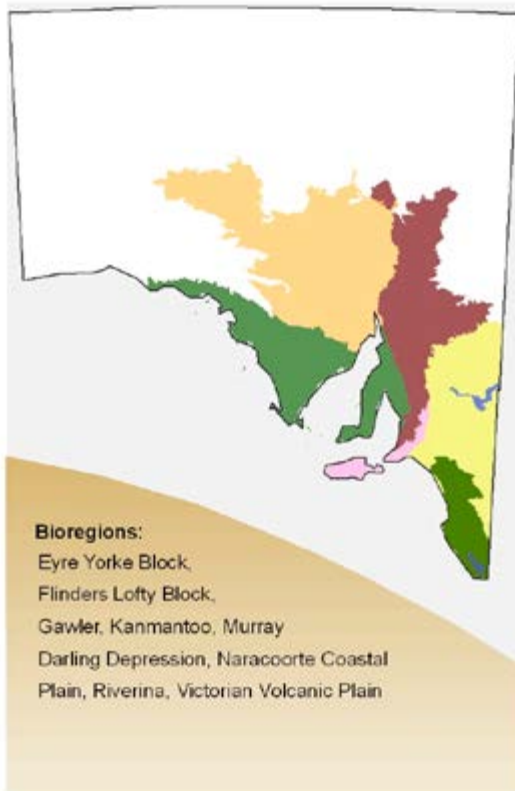 Bioregions:
Eyre Yorke Block,
Flinders Lofty Block,
Gawler, Kanmantoo, Murray
Darling Depression, Naracoorte Coastal
Plain, Riverina, Victorian Volcanic Plain